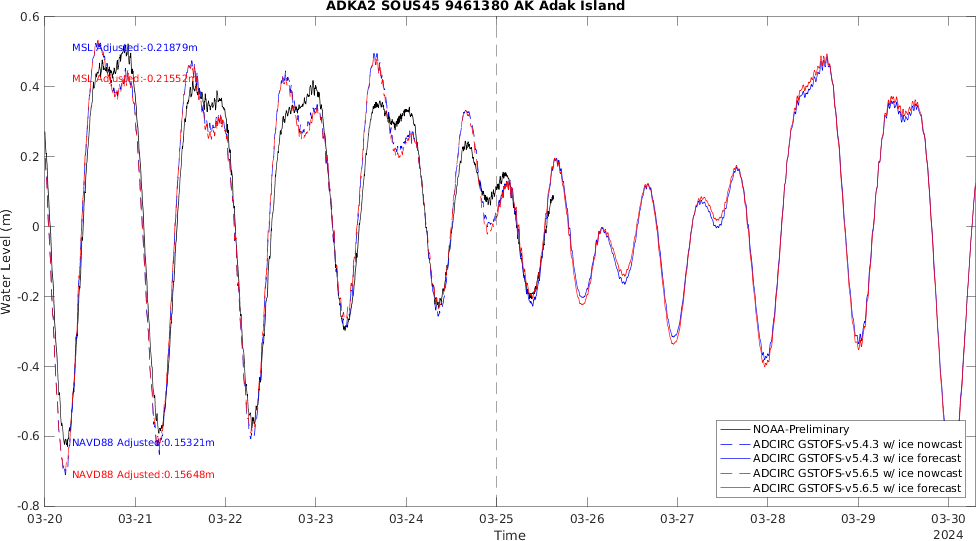 ADKA2 SOUS45 9461380 AK Adak Island
0.6
MSL Adjusted:-0.21879m
MSL Adjusted:-0.21552m
0.4
0.2
0
-0.2
-0.4
-0.6
-0.8
Water Level (m)
NAVD88 Adjusted:0.15321m
NAVD88 Adjusted:0.15648m
NOAA-Preliminary
ADCIRC GSTOFS-v5.4.3 w/ ice nowcast
ADCIRC GSTOFS-v5.4.3 w/ ice forecast
ADCIRC GSTOFS-v5.6.5 w/ ice nowcast
ADCIRC GSTOFS-v5.6.5 w/ ice forecast
03-20 03-21 03-22 03-23 03-24 03-25 03-26 03-27 03-28 03-29 03-30
Time
2024